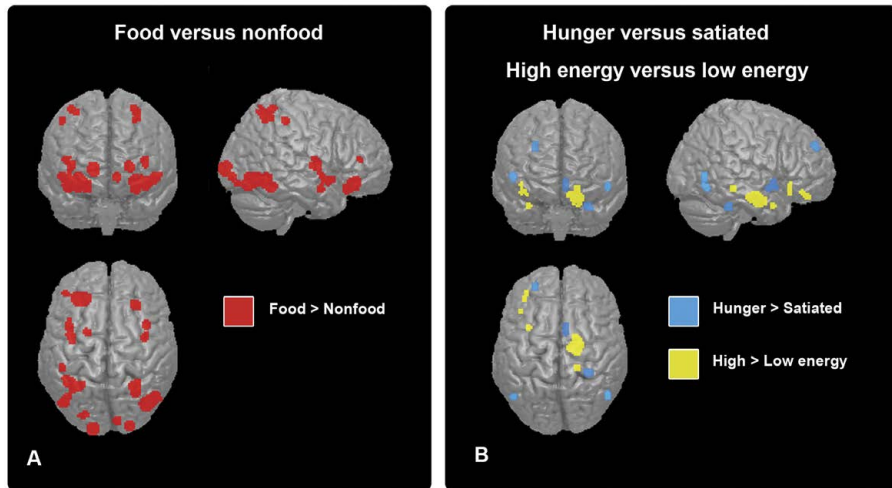 Food versus nonfood
Food > Nonfood
A
Hunger versus satiated
High energy versus low energy
Hunger > Satiated
High > Low energy
B